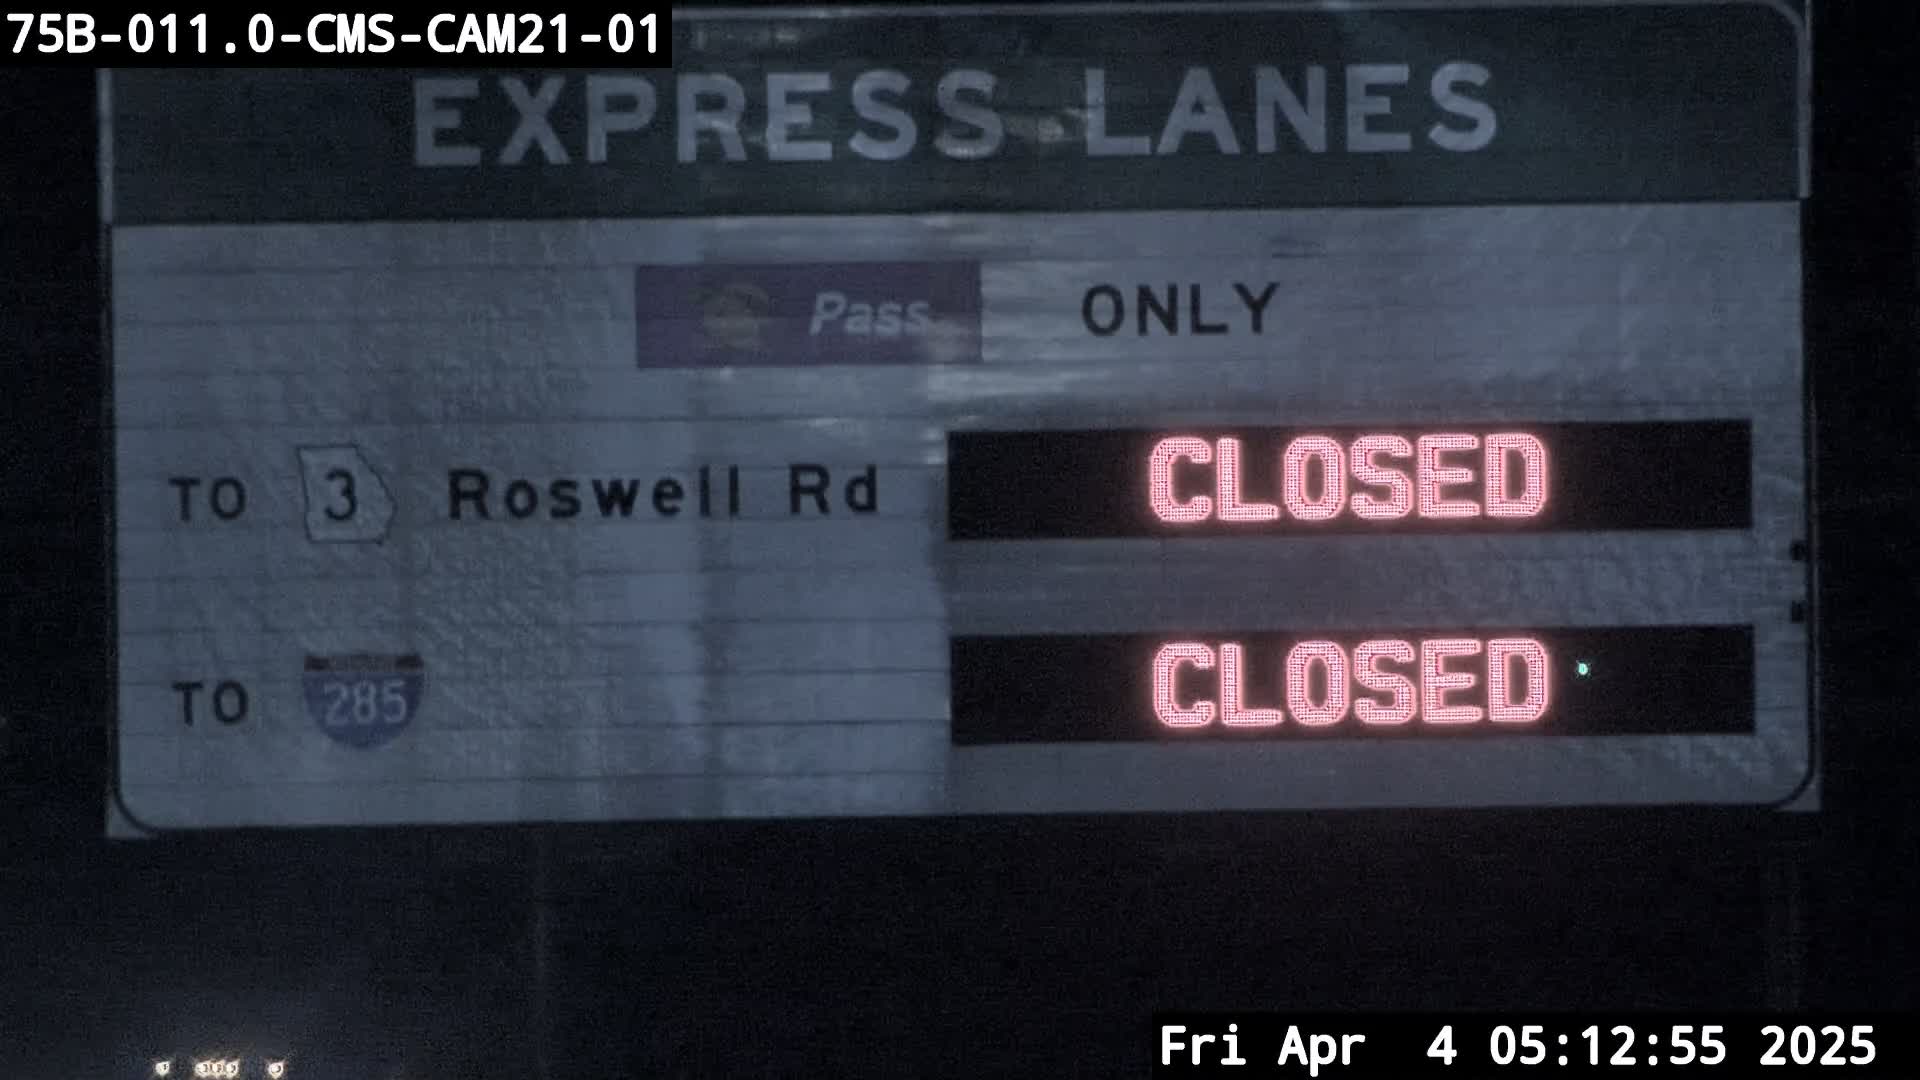 75B-011.0-CMS-CAM21-01
EXPRESS LANES
Pass ONLY
TO 3 Roswell Rd CLOSED
TO 285 CLOSED
Fri Apr 4 05:12:55 2025